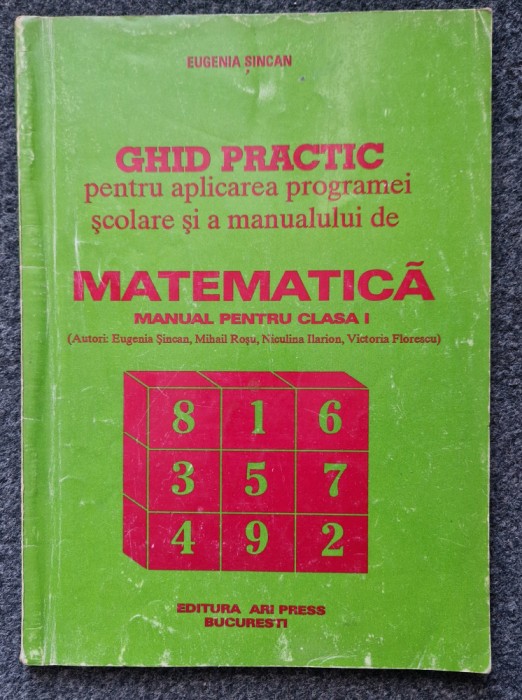 EUGENIA ȘINCAN
GHID PRACTIC
pentru aplicarea programei
școlare și a manualului de
MATEMATICÃ
MANUAL PENTRU CLASA I
(Autori: Eugenia Șincan, Mihail Roșu, Niculina Ilarion, Victoria Florescu)
8 1 6
3 5 7
4 9 2
EDITURA ARI PRESS
BUCUREȘTI